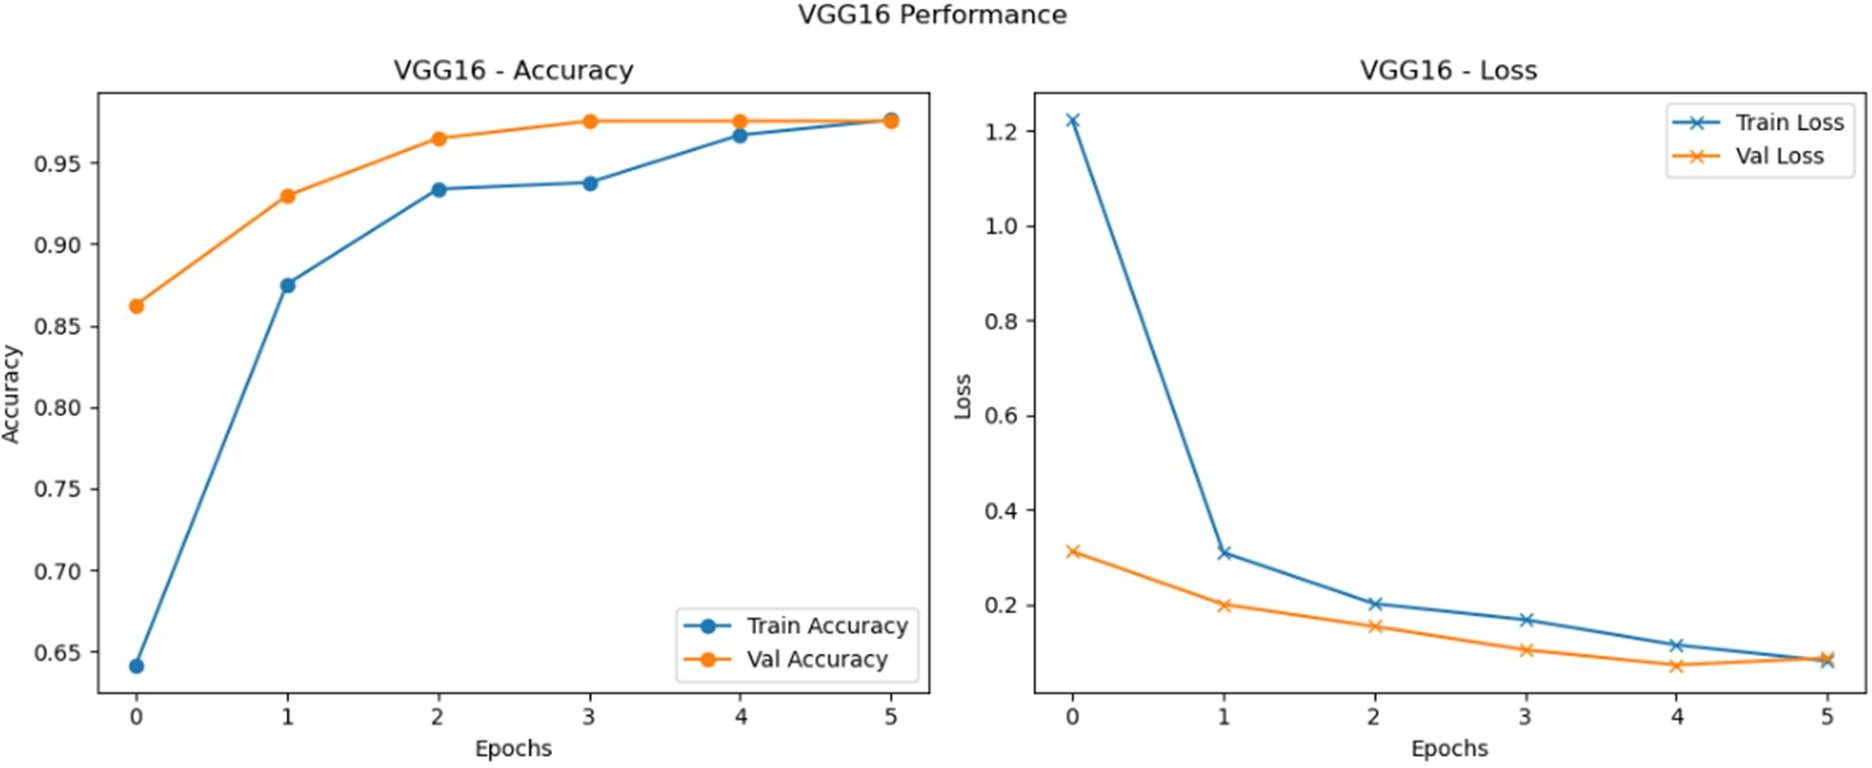 VGG16 Performance
VGG16 - Accuracy
0.95
0.90
0.85
0.80
0.75
0.70
0.65
Accuracy
0 1 2 3 4 5
Epochs
Train Accuracy
Val Accuracy
VGG16 - Loss
1.2
1.0
0.8
0.6
0.4
0.2
Loss
0 1 2 3 4 5
Epochs
Train Loss
Val Loss